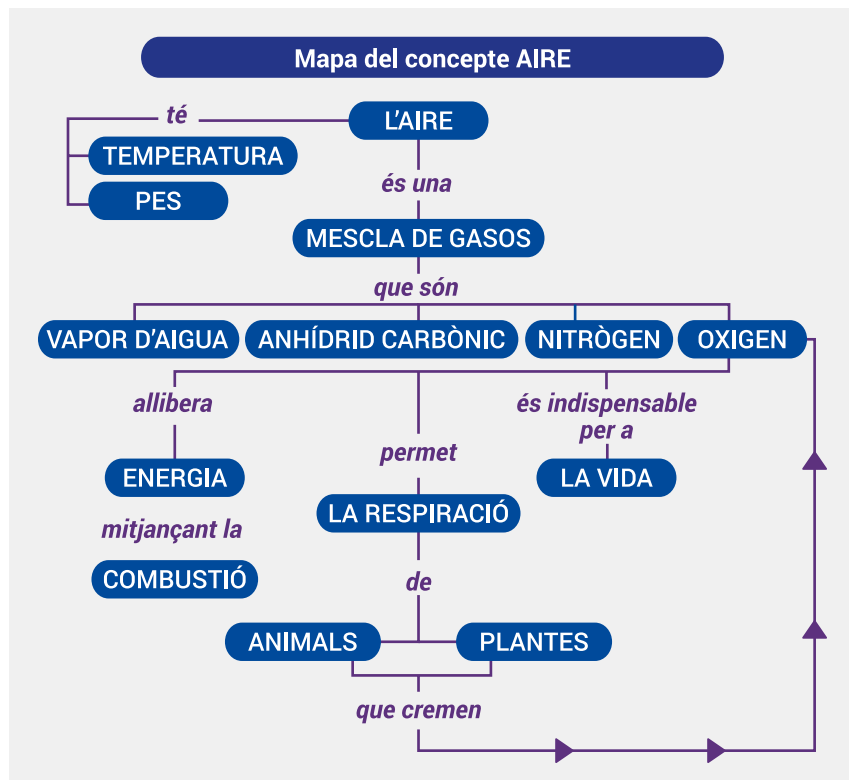 Mapa del concepte AIRE
té
L'AIRE
TEMPERATURA
PES
és una
MESCLA DE GASOS
que són
VAPOR D'AIGUA
ANHÍDRID CARBÒNIC
NITRÒGEN
OXIGEN
allibera
permet
és indispensable
per a
ENERGIA
LA VIDA
LA RESPIRACIÓ
mitjançant la
COMBUSTIÓ
de
ANIMALS
PLANTES
que cremen